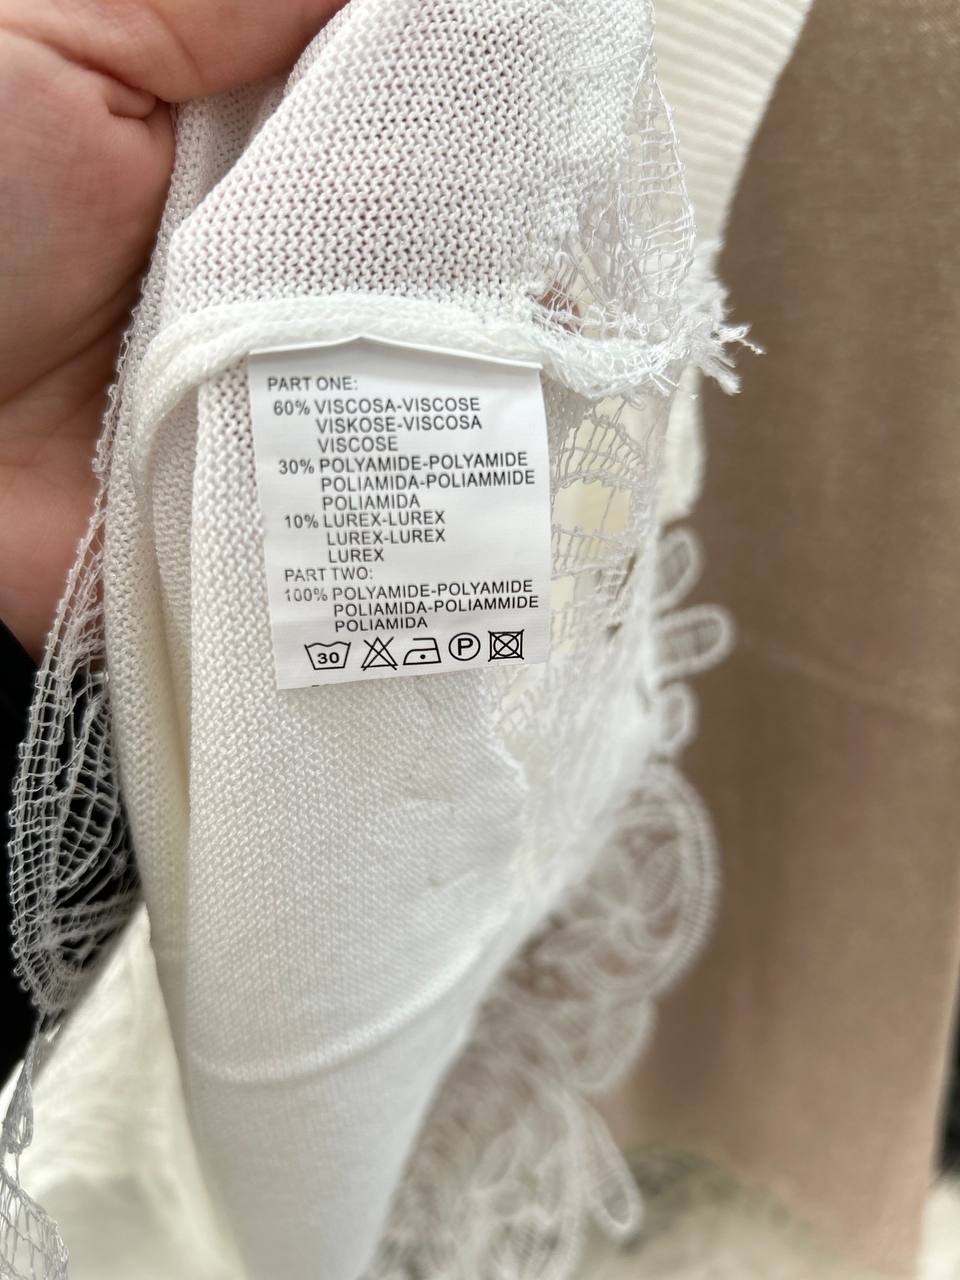 PART ONE:
60% VISCOSA-VISCOSE
VISKOSE-VISCOSA
VISCOSE
30% POLYAMIDE-POLYAMIDE
POLIAMIDA-POLIAMMIDE
POLIAMIDA
10% LUREX-LUREX
LUREX-LUREX
LUREX
PART TWO:
100% POLYAMIDE-POLYAMIDE
POLIAMIDA-POLIAMMIDE
POLIAMIDA
30 P